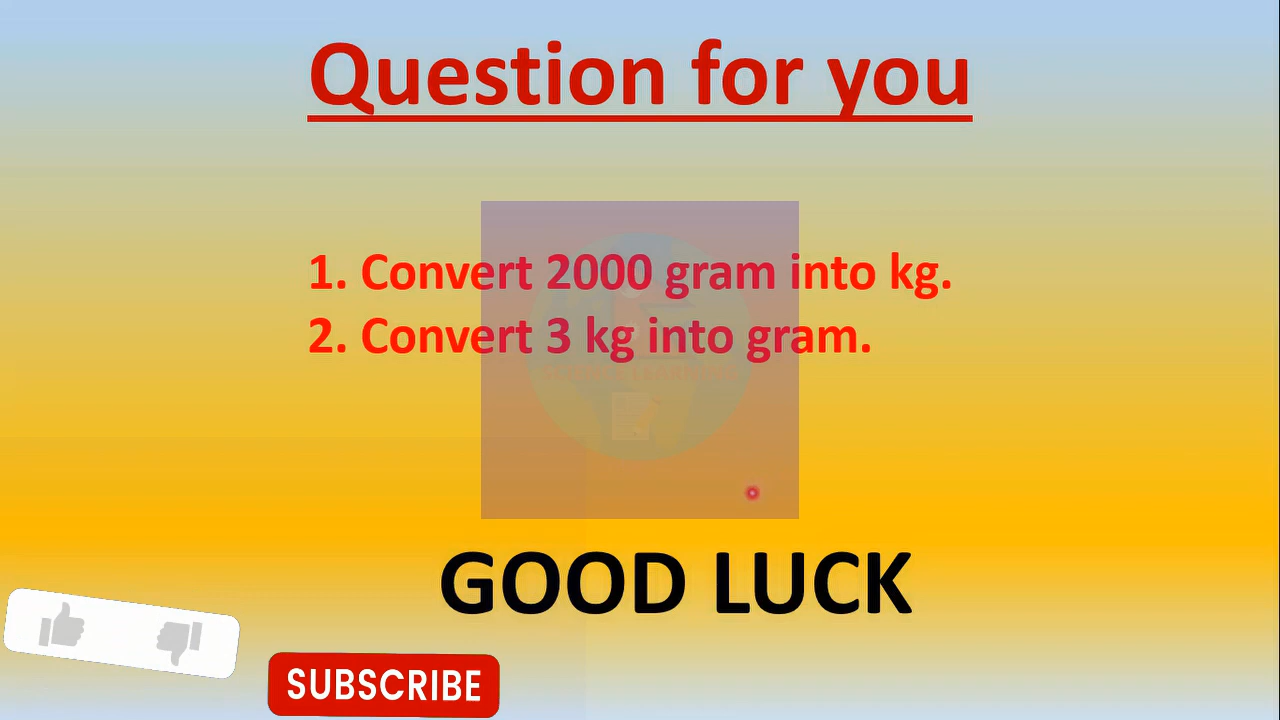 Question for you
1. Convert 2000 gram into kg.
2. Convert 3 kg into gram.
GOOD LUCK
SUBSCRIBE